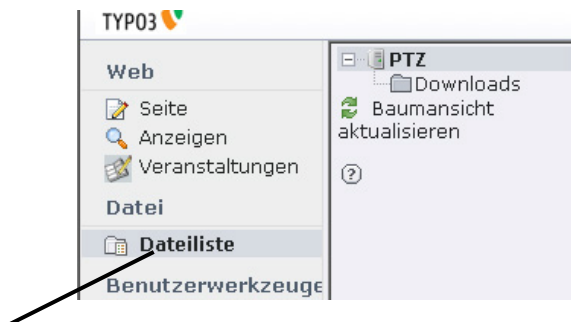 TYPO3
Web
Seite
Anzeigen
Veranstaltungen
Datei
Dateiliste
Benutzerwerkzeuge
PTZ
Downloads
Baumansicht
aktualisieren
?